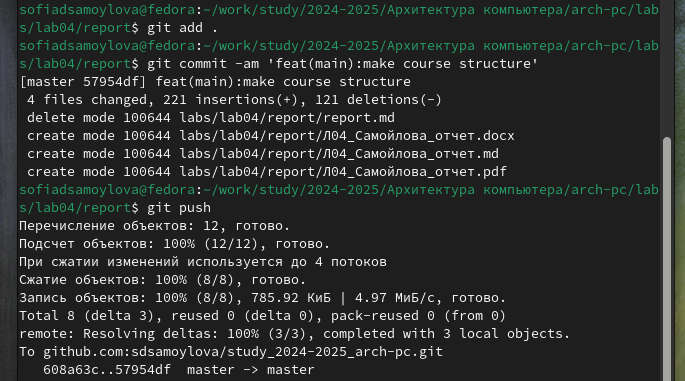 sofiadsamoylova@fedora:~/work/study/2024-2025/Архитектура компьютера/arch-pc/lab
s/lab04/report$ git add .
sofiadsamoylova@fedora:~/work/study/2024-2025/Архитектура компьютера/arch-pc/lab
s/lab04/report$ git commit -am 'feat(main):make course structure'
[master 57954df] feat(main):make course structure
 4 files changed, 221 insertions(+), 121 deletions(-)
 delete mode 100644 labs/lab04/report/report.md
 create mode 100644 labs/lab04/report/Л04_Самойлова_отчет.docx
 create mode 100644 labs/lab04/report/Л04_Самойлова_отчет.md
 create mode 100644 labs/lab04/report/Л04_Самойлова_отчет.pdf
sofiadsamoylova@fedora:~/work/study/2024-2025/Архитектура компьютера/arch-pc/lab
s/lab04/report$ git push
Перечисление объектов: 12, готово.
Подсчет объектов: 100% (12/12), готово.
При сжатии изменений используется до 4 потоков
Сжатие объектов: 100% (8/8), готово.
Запись объектов: 100% (8/8), 785.92 КиБ | 4.97 МиБ/с, готово.
Total 8 (delta 3), reused 0 (delta 0), pack-reused 0 (from 0)
remote: Resolving deltas: 100% (3/3), completed with 3 local objects.
To github.com:sdsamoylova/study_2024-2025_arch-pc.git
   608a63c..57954df  master -> master